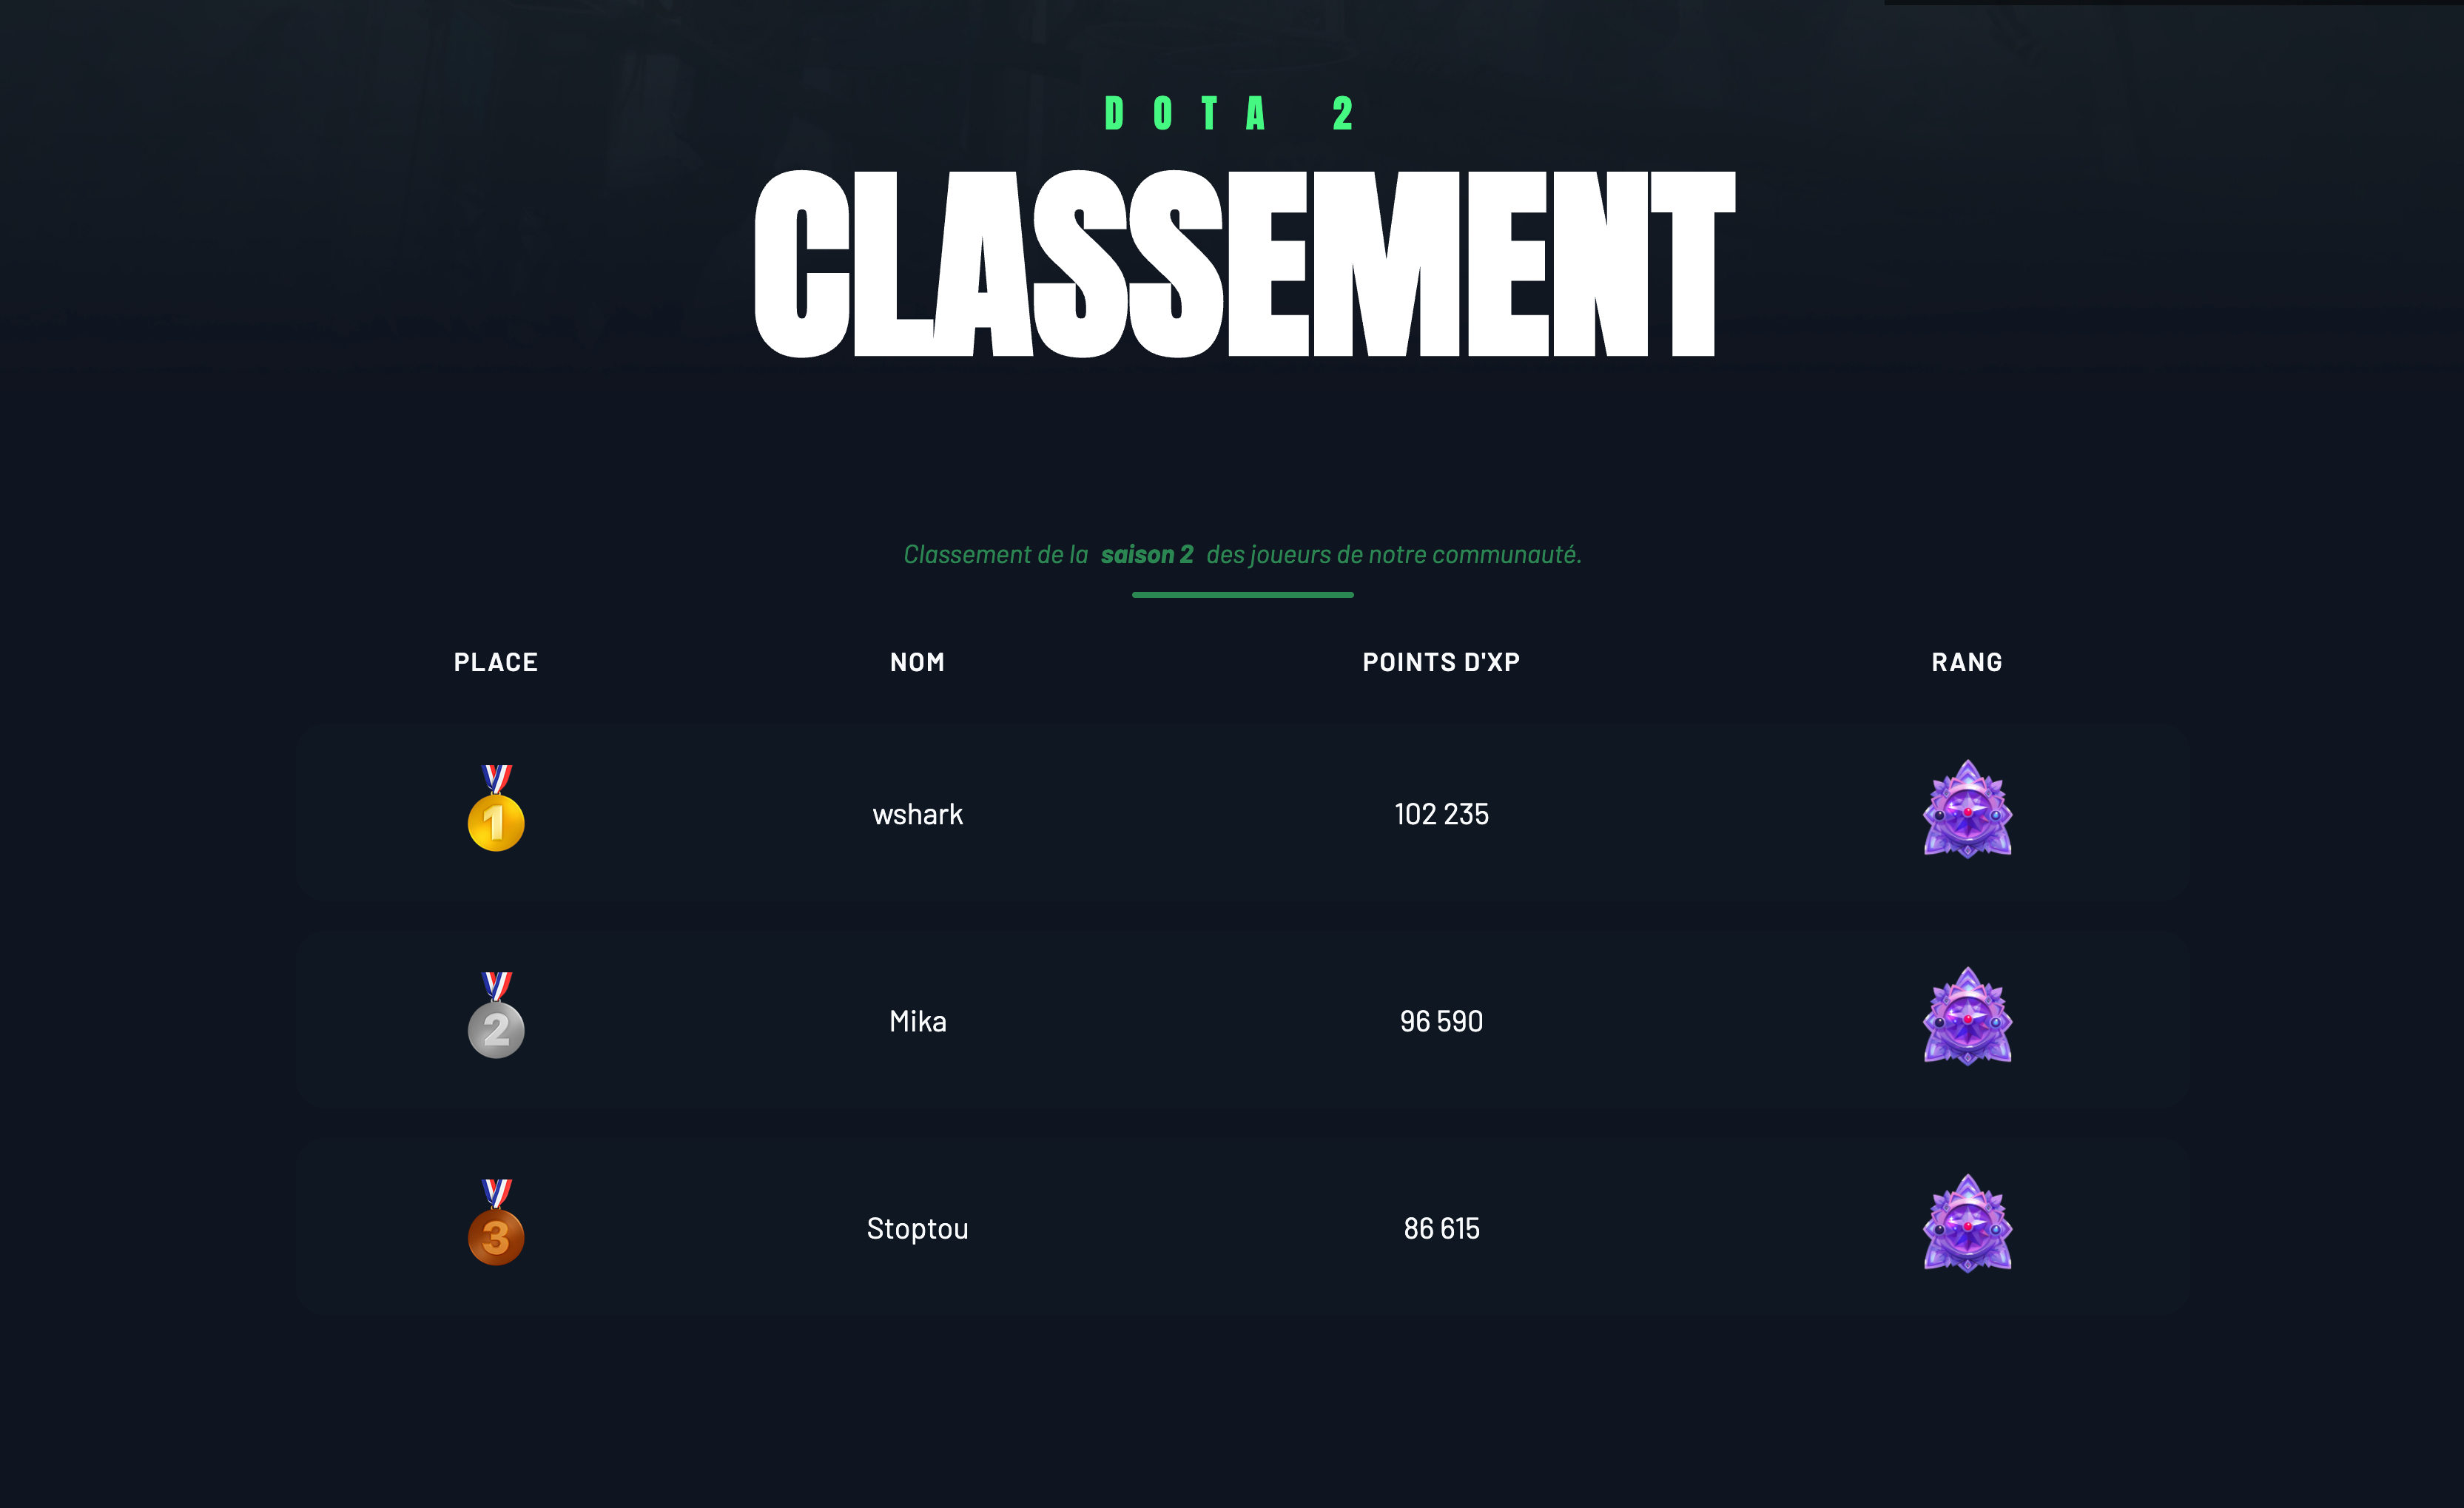 DOTA 2
CLASSEMENT
Classement de la saison 2 des joueurs de notre communauté.
PLACE NOM POINTS D'XP RANG
1 wshark 102 235
2 Mika 96 590
3 Stoptou 86 615